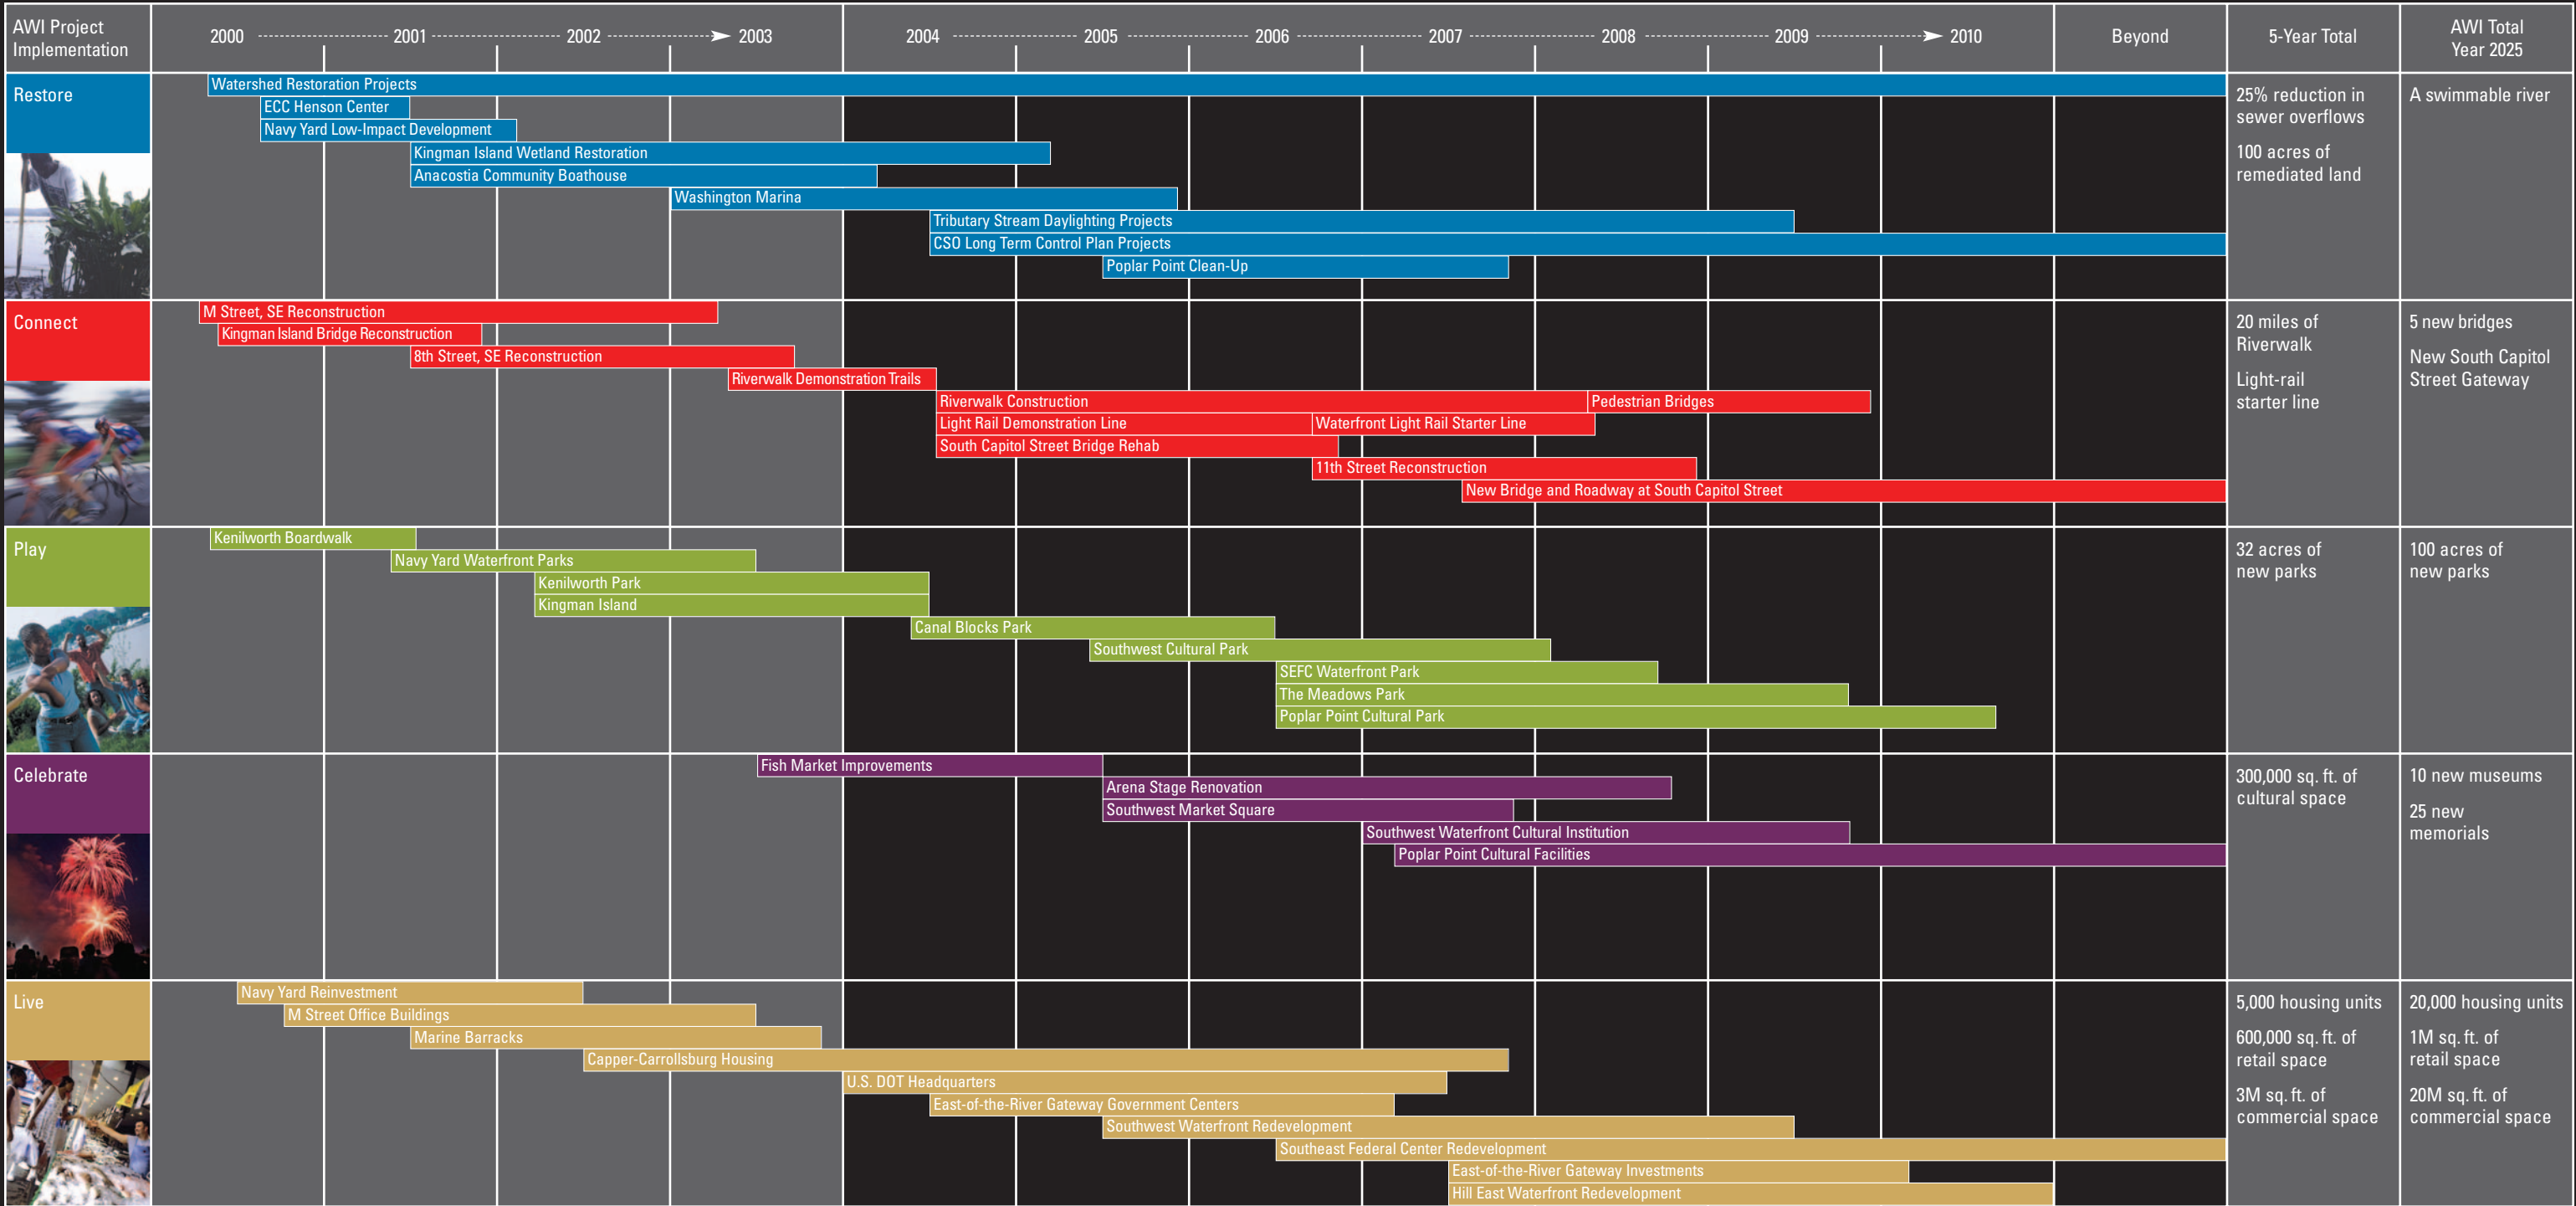 AWI Project
Implementation
2000
2001
2002
2003
2004
2005
2006
2007
2008
2009
2010
Beyond
5-Year Total
AWI Total
Year 2025
Restore
Watershed Restoration Projects
ECC Henson Center
Navy Yard Low-Impact Development
Kingman Island Wetland Restoration
Anacostia Community Boathouse
Washington Marina
Tributary Stream Daylighting Projects
CSO Long Term Control Plan Projects
Poplar Point Clean-Up
25% reduction in
sewer overflows
100 acres of
remediated land
A swimmable river
Connect
M Street, SE Reconstruction
Kingman Island Bridge Reconstruction
8th Street, SE Reconstruction
Riverwalk Demonstration Trails
Riverwalk Construction
Pedestrian Bridges
Light Rail Demonstration Line
Waterfront Light Rail Starter Line
South Capitol Street Bridge Rehab
11th Street Reconstruction
New Bridge and Roadway at South Capitol Street
20 miles of
Riverwalk
Light-rail
starter line
5 new bridges
New South Capitol
Street Gateway
Play
Kenilworth Boardwalk
Navy Yard Waterfront Parks
Kenilworth Park
Kingman Island
Canal Blocks Park
Southwest Cultural Park
SEFC Waterfront Park
The Meadows Park
Poplar Point Cultural Park
32 acres of
new parks
100 acres of
new parks
Celebrate
Fish Market Improvements
Arena Stage Renovation
Southwest Market Square
Southwest Waterfront Cultural Institution
Poplar Point Cultural Facilities
300,000 sq. ft. of
cultural space
10 new museums
25 new
memorials
Live
Navy Yard Reinvestment
M Street Office Buildings
Marine Barracks
Capper-Carrollsburg Housing
U.S. DOT Headquarters
East-of-the-River Gateway Government Centers
Southwest Waterfront Redevelopment
Southeast Federal Center Redevelopment
East-of-the-River Gateway Investments
Hill East Waterfront Redevelopment
5,000 housing units
600,000 sq. ft. of
retail space
3M sq. ft. of
commercial space
20,000 housing units
1M sq. ft. of
retail space
20M sq. ft. of
commercial space